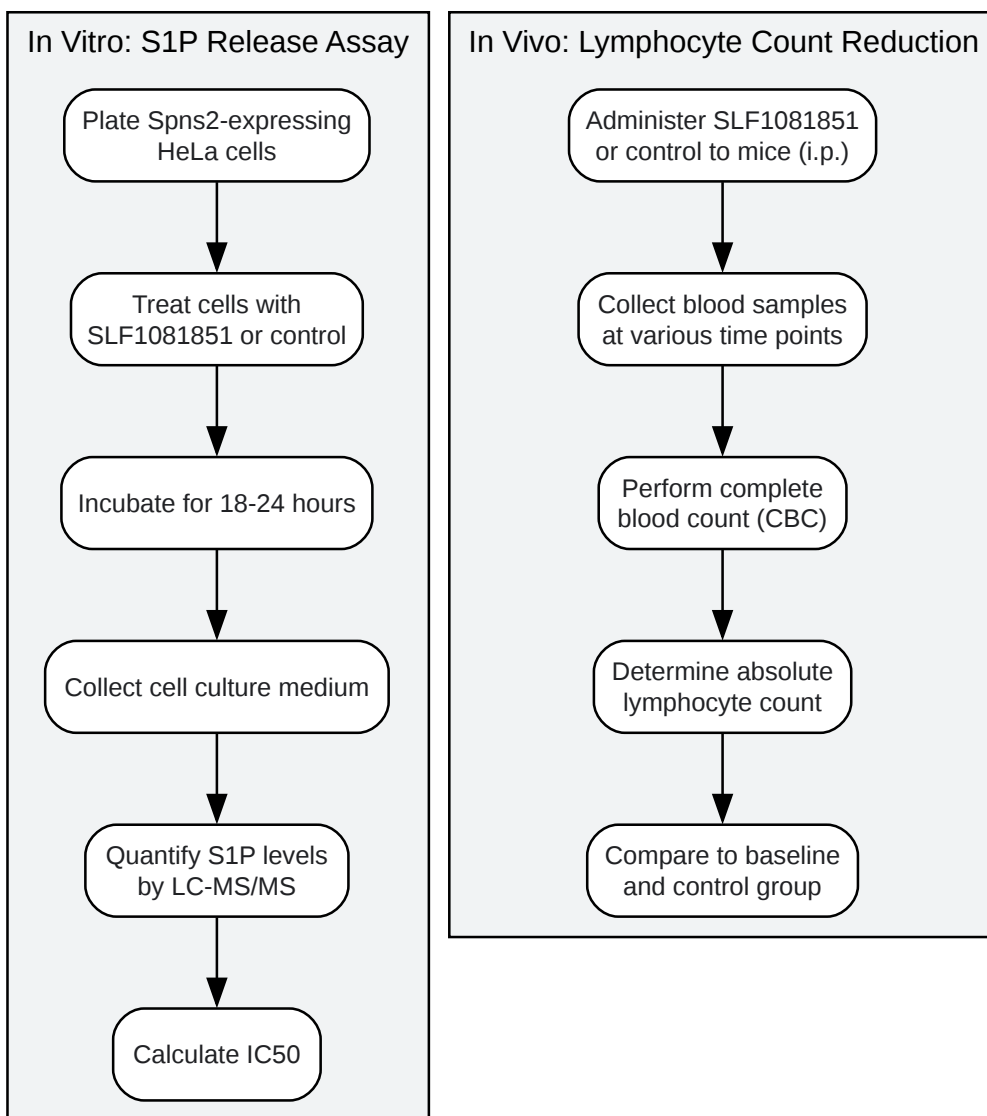 In Vitro: S1P Release Assay
Plate Spns2-expressing
HeLa cells
Treat cells with
SLF1081851 or control
Incubate for 18-24 hours
Collect cell culture medium
Quantify S1P levels
by LC-MS/MS
Calculate IC50
In Vivo: Lymphocyte Count Reduction
Administer SLF1081851
or control to mice (i.p.)
Collect blood samples
at various time points
Perform complete
blood count (CBC)
Determine absolute
lymphocyte count
Compare to baseline
and control group